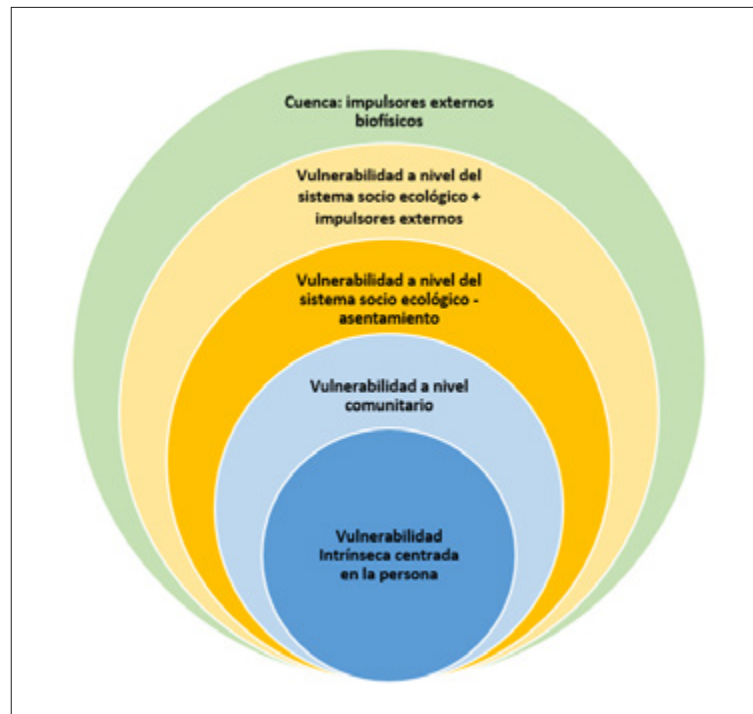 Cuenca: impulsores externos
biofísicos
Vulnerabilidad a nivel del
sistema socio ecológico +
impulsores externos
Vulnerabilidad a nivel del
sistema socio ecológico -
asentamiento
Vulnerabilidad a nivel
comunitario
Vulnerabilidad
Intrínseca centrada
en la persona